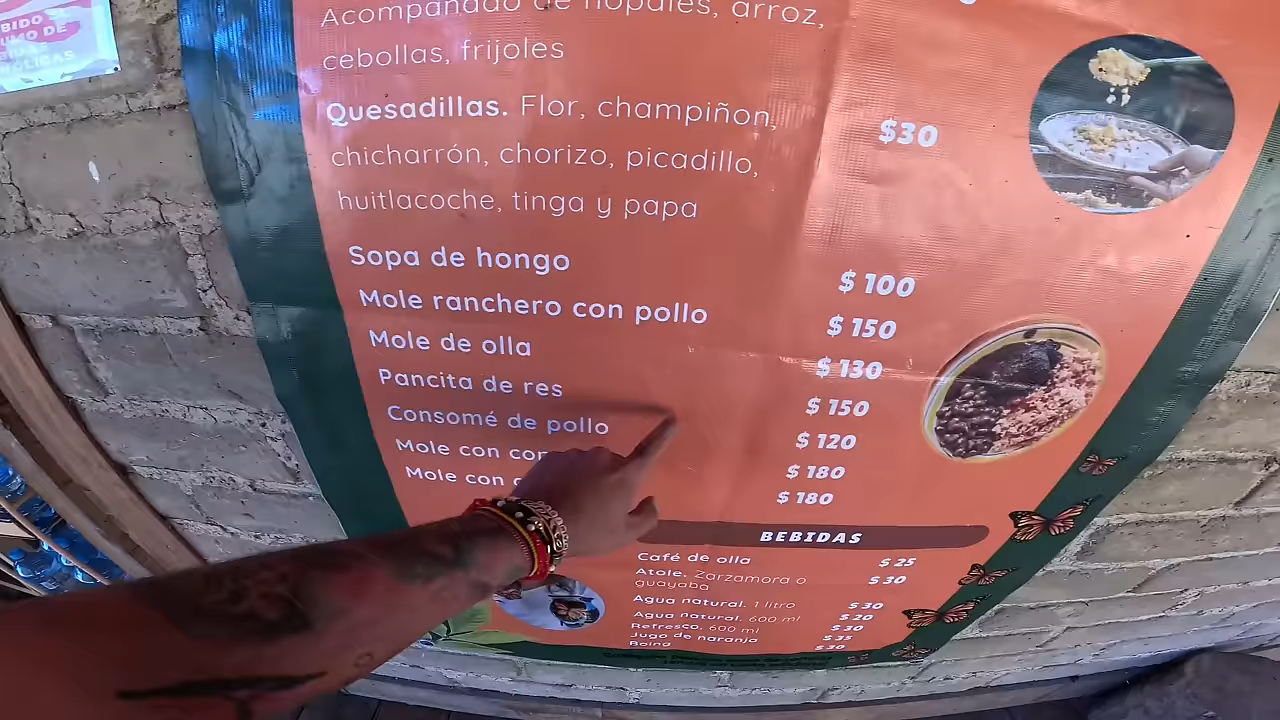 BIDO
UMO DE
Acompañado de nopales, arroz,
cebollas, frijoles
Quesadillas. Flor, champiñon, $30
chicharrón, chorizo, picadillo,
huitlacoche, tinga y papa
Sopa de hongo $100
Mole ranchero con pollo $150
Mole de olla $130
Pancita de res $150
Consomé de pollo $120
Mole con $180
Mole con $180
BEBIDAS
Café de olla $25
Atole. Zarzamora o $30
guayaba
Agua natural. 1 litro $30
Agua natural. 600 ml $20
Refresco. 600 ml $30
Jugo de naranja $35
$30